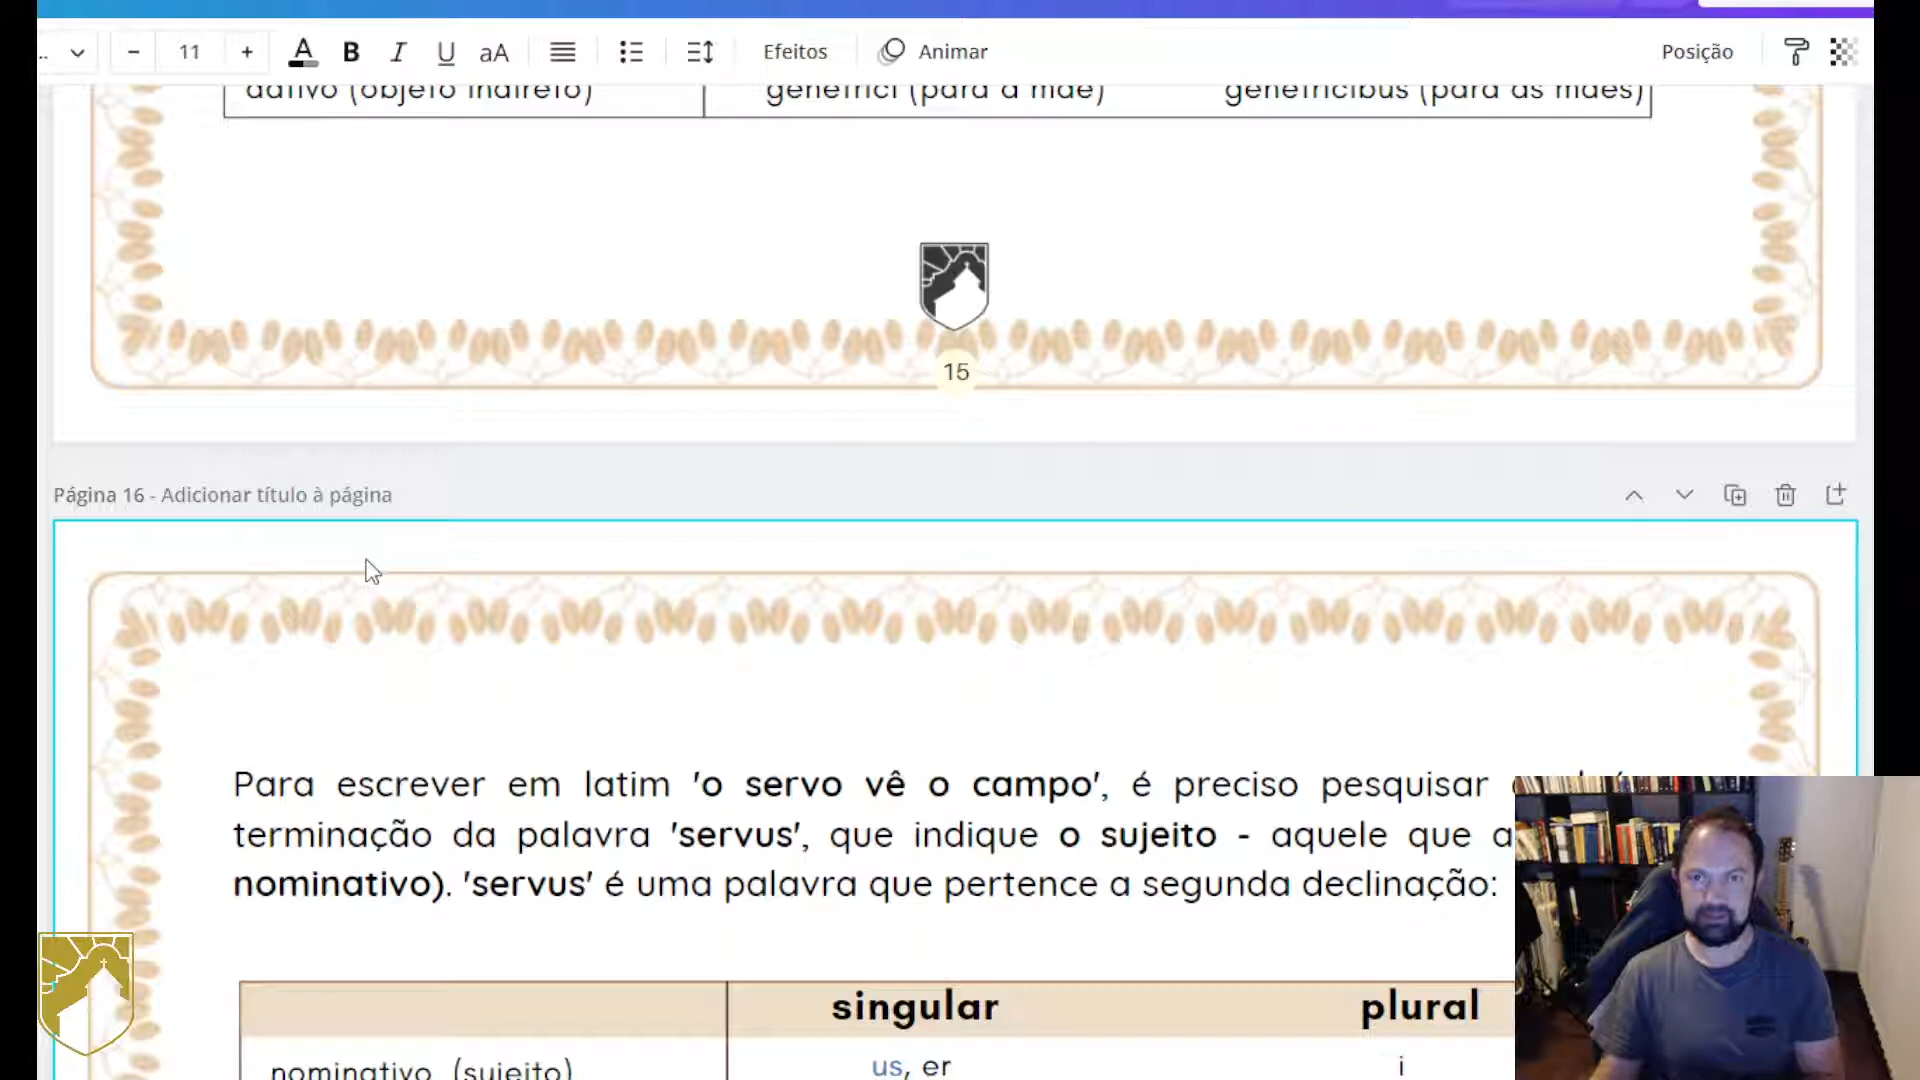 11
aA
Efeitos
Animar
Posição
dativo (objeto indireto) genetrici (para a mãe) genetricibus (para as mães)
15
Página 16 - Adicionar título à página
Para escrever em latim 'o servo vê o campo', é preciso pesquisar
terminação da palavra 'servus', que indique o sujeito - aquele que
nominativo). 'servus' é uma palavra que pertence a segunda declinação:
singular plural
nominativo (sujeito) us, er i